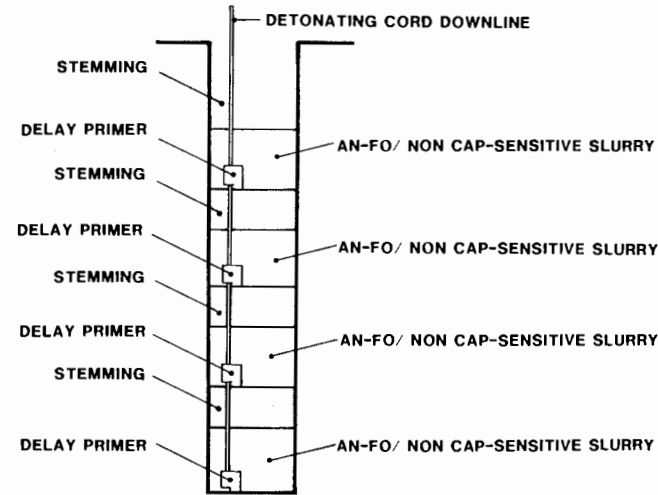 DETONATING CORD DOWNLINE
STEMMING
DELAY PRIMER
AN-FO/ NON CAP-SENSITIVE SLURRY
STEMMING
DELAY PRIMER
AN-FO/ NON CAP-SENSITIVE SLURRY
STEMMING
DELAY PRIMER
AN-FO/ NON CAP-SENSITIVE SLURRY
STEMMING
DELAY PRIMER
AN-FO/ NON CAP-SENSITIVE SLURRY